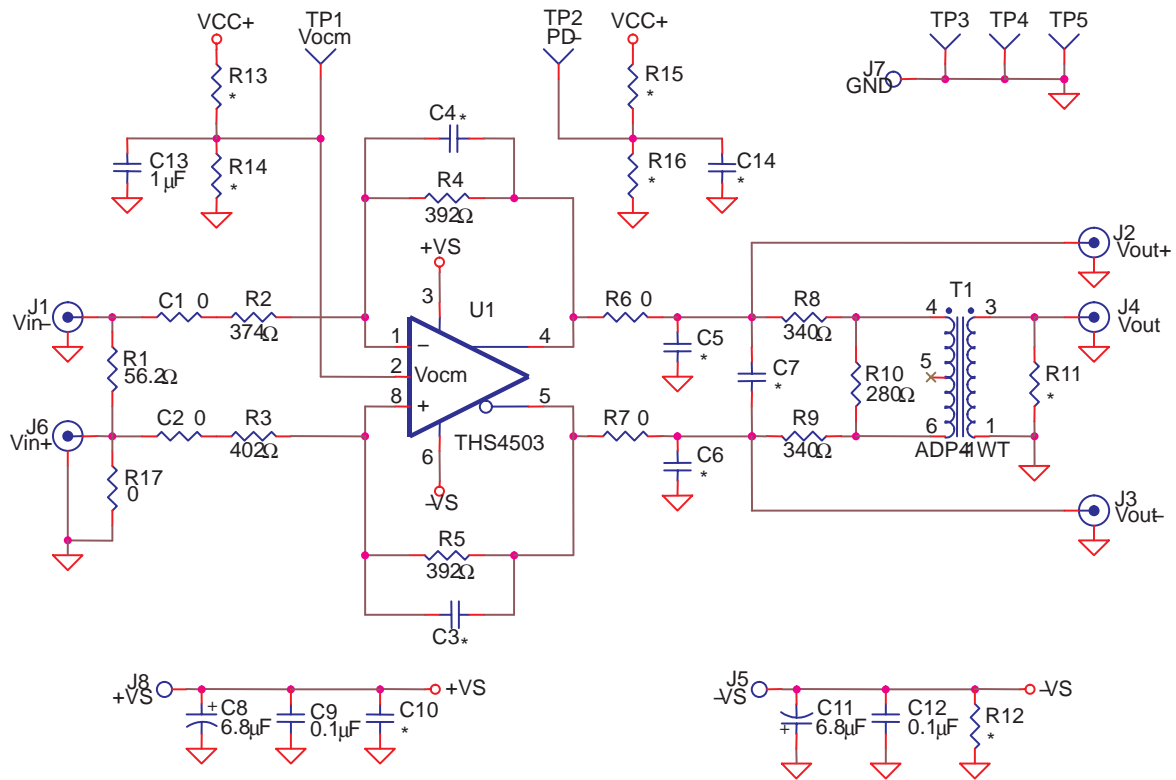 VCC+
TP1
Vocm
TP2
PD–
VCC+
TP3
TP4
TP5
R13
*
R15
*
J7
GND
C4
*
C13
1µF
R14
*
R16
*
C14
*
R4
392Ω
+VS
J2
Vout+
3
U1
J1
Vin–
C1 0
R2
374Ω
R6 0
R8
340Ω
4
T1
3
J4
Vout
1
–
4
C5
*
R1
56.2Ω
2
Vocm
C7
*
5
R10
280Ω
R11
*
8
+
5
J6
Vin+
C2 0
R3
402Ω
THS4503
R7 0
R9
340Ω
6
1
ADP4-1WT
6
C6
*
R17
0
–VS
J3
Vout–
R5
392Ω
C3
*
J8
+VS
+VS
+
C8
6.8µF
C9
0.1µF
C10
*
J5
–VS
–VS
+
C11
6.8µF
C12
0.1µF
R12
*